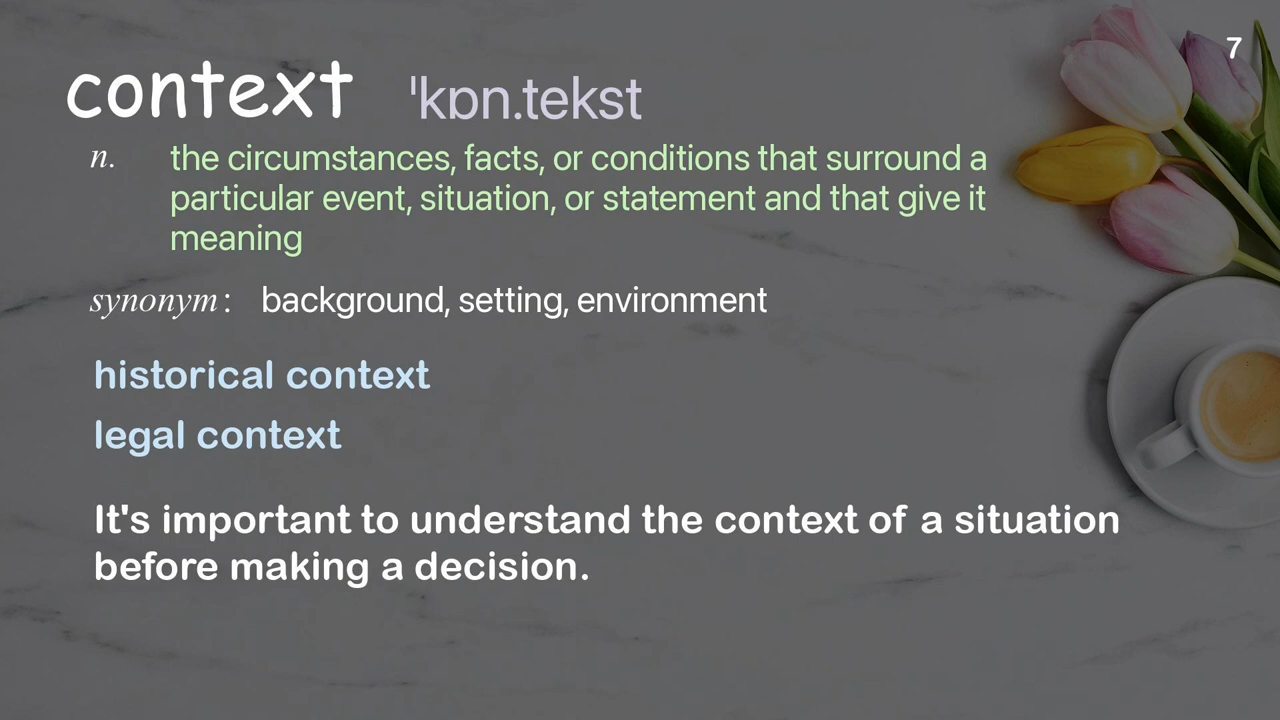 7
context ˈkɒn.tekst
n. the circumstances, facts, or conditions that surround a
particular event, situation, or statement and that give it
meaning
synonym: background, setting, environment
historical context
legal context
It's important to understand the context of a situation
before making a decision.